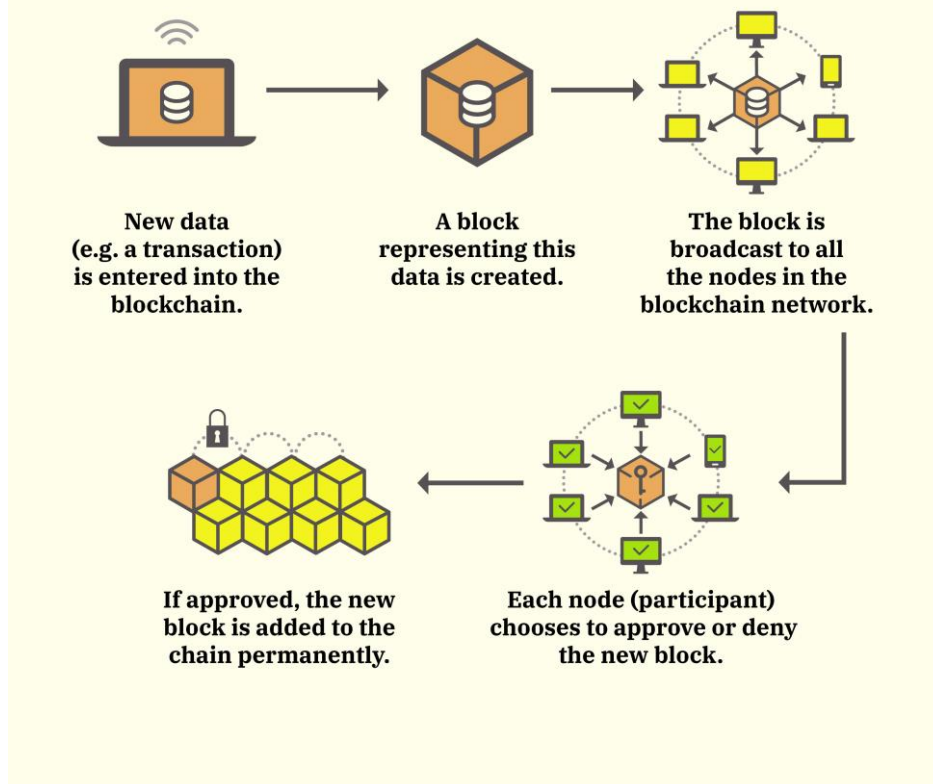 New data
(e.g. a transaction)
is entered into the
blockchain.
A block
representing this
data is created.
The block is
broadcast to all
the nodes in the
blockchain network.
Each node (participant)
chooses to approve or deny
the new block.
If approved, the new
block is added to the
chain permanently.